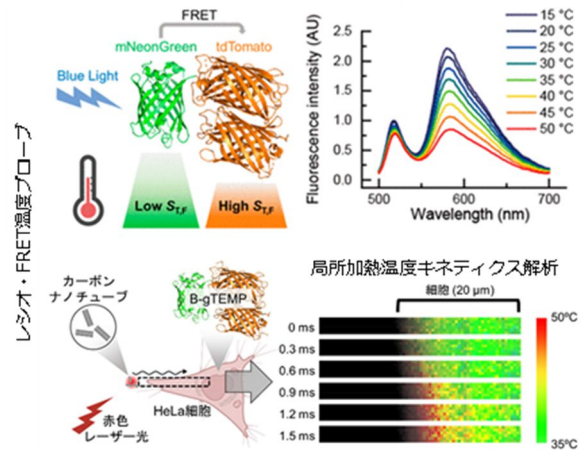 FRET
mNeonGreen
tdTomato
Blue Light
Low S_T,F
High S_T,F
レシオ・FRET温度プローブ
Fluorescence intensity (AU)
2.5
2.0
1.5
1.0
0.5
0.0
15 °C
20 °C
25 °C
30 °C
35 °C
40 °C
45 °C
50 °C
500
600
700
Wavelength (nm)
カーボン
ナノチューブ
B-gTEMP
HeLa細胞
赤色
レーザー光
局所加熱温度キネティクス解析
細胞 (20 μm)
0 ms
0.3 ms
0.6 ms
0.9 ms
1.2 ms
1.5 ms
50ºC
35ºC